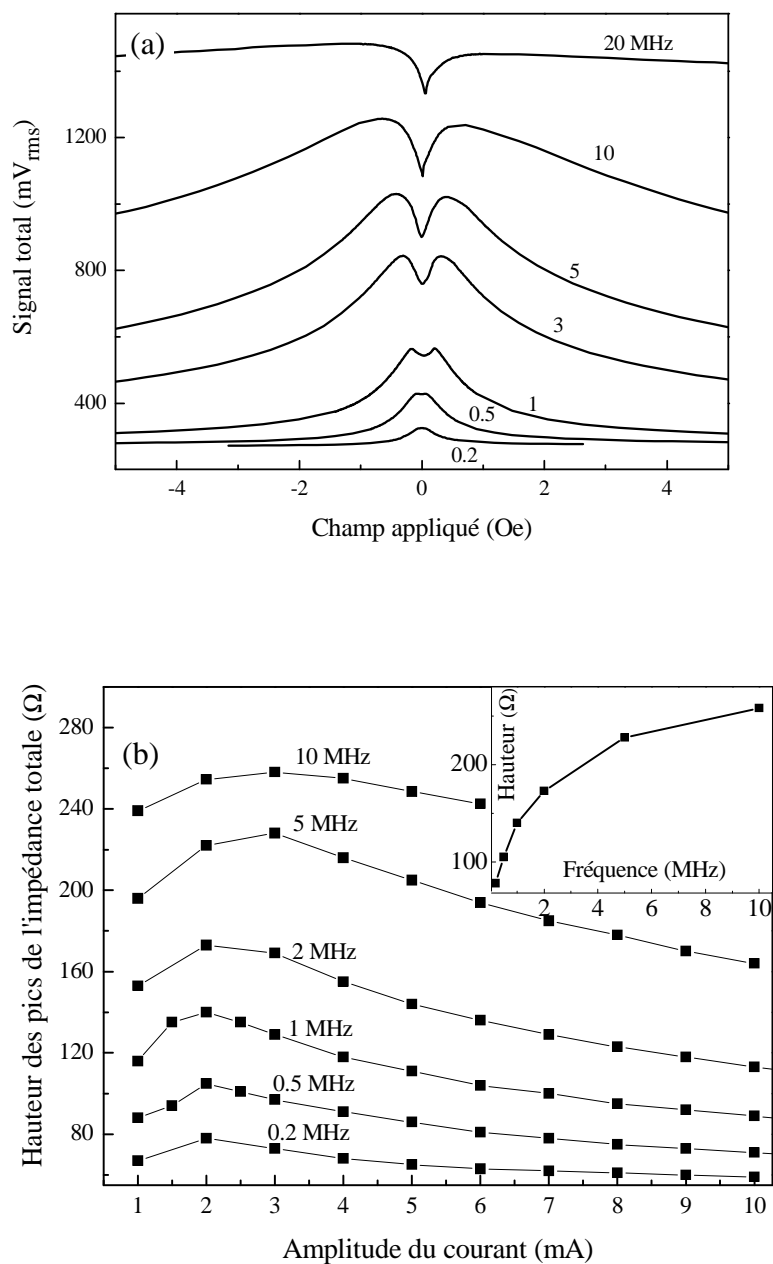 (a)
20 MHz
10
5
3
1
0.5
0.2
1200
800
400
-4 -2 0 2 4
Signal total (mVrms)
Champ appliqué (Oe)
(b)
10 MHz
5 MHz
2 MHz
1 MHz
0.5 MHz
0.2 MHz
280
240
200
160
120
80
1 2 3 4 5 6 7 8 9 10
Hauteur des pics de l'impédance totale (Ω)
Amplitude du courant (mA)
Hauteur (Ω)
200
100
Fréquence (MHz)
2 4 6 8 10